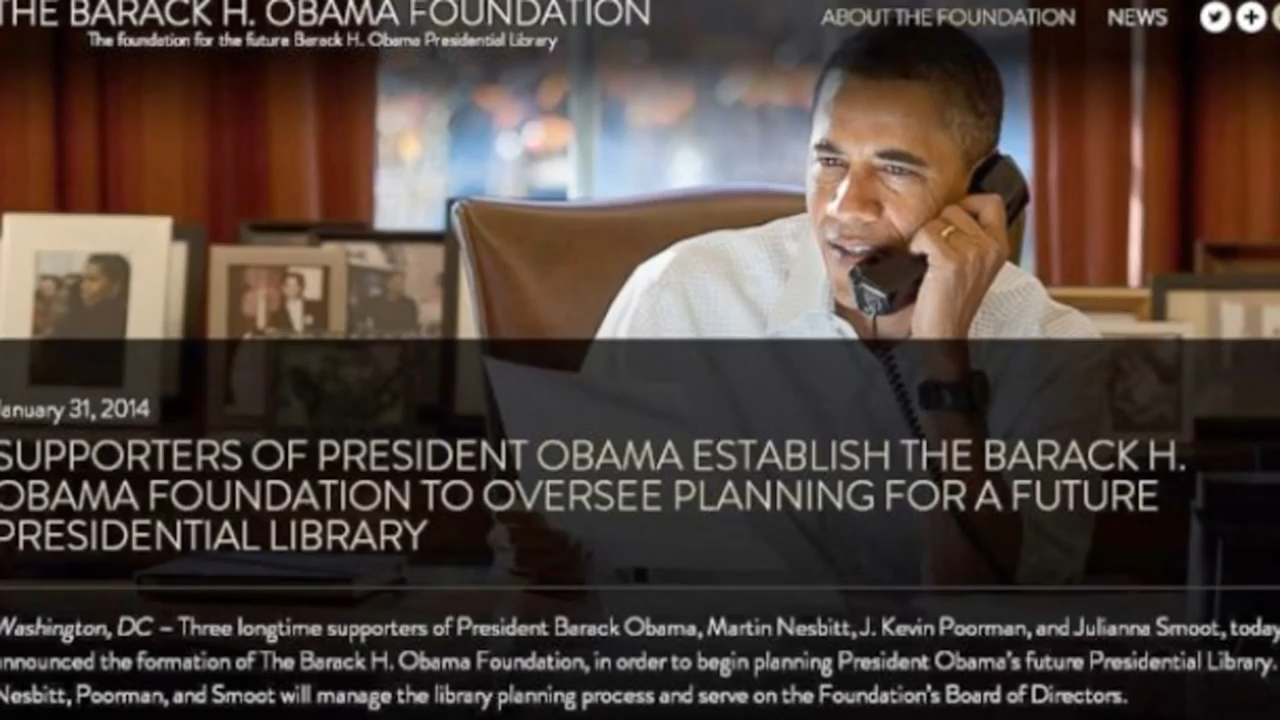 THE BARACK H. OBAMA FOUNDATION
The foundation for the future Barack H. Obama Presidential Library
ABOUT THE FOUNDATION NEWS
January 31, 2014
SUPPORTERS OF PRESIDENT OBAMA ESTABLISH THE BARACK H.
OBAMA FOUNDATION TO OVERSEE PLANNING FOR A FUTURE
PRESIDENTIAL LIBRARY
Washington, DC – Three longtime supporters of President Barack Obama, Martin Nesbitt, J. Kevin Poorman, and Julianna Smoot, today
announced the formation of The Barack H. Obama Foundation, in order to begin planning President Obama's future Presidential Library.
Nesbitt, Poorman, and Smoot will manage the library planning process and serve on the Foundation's Board of Directors.